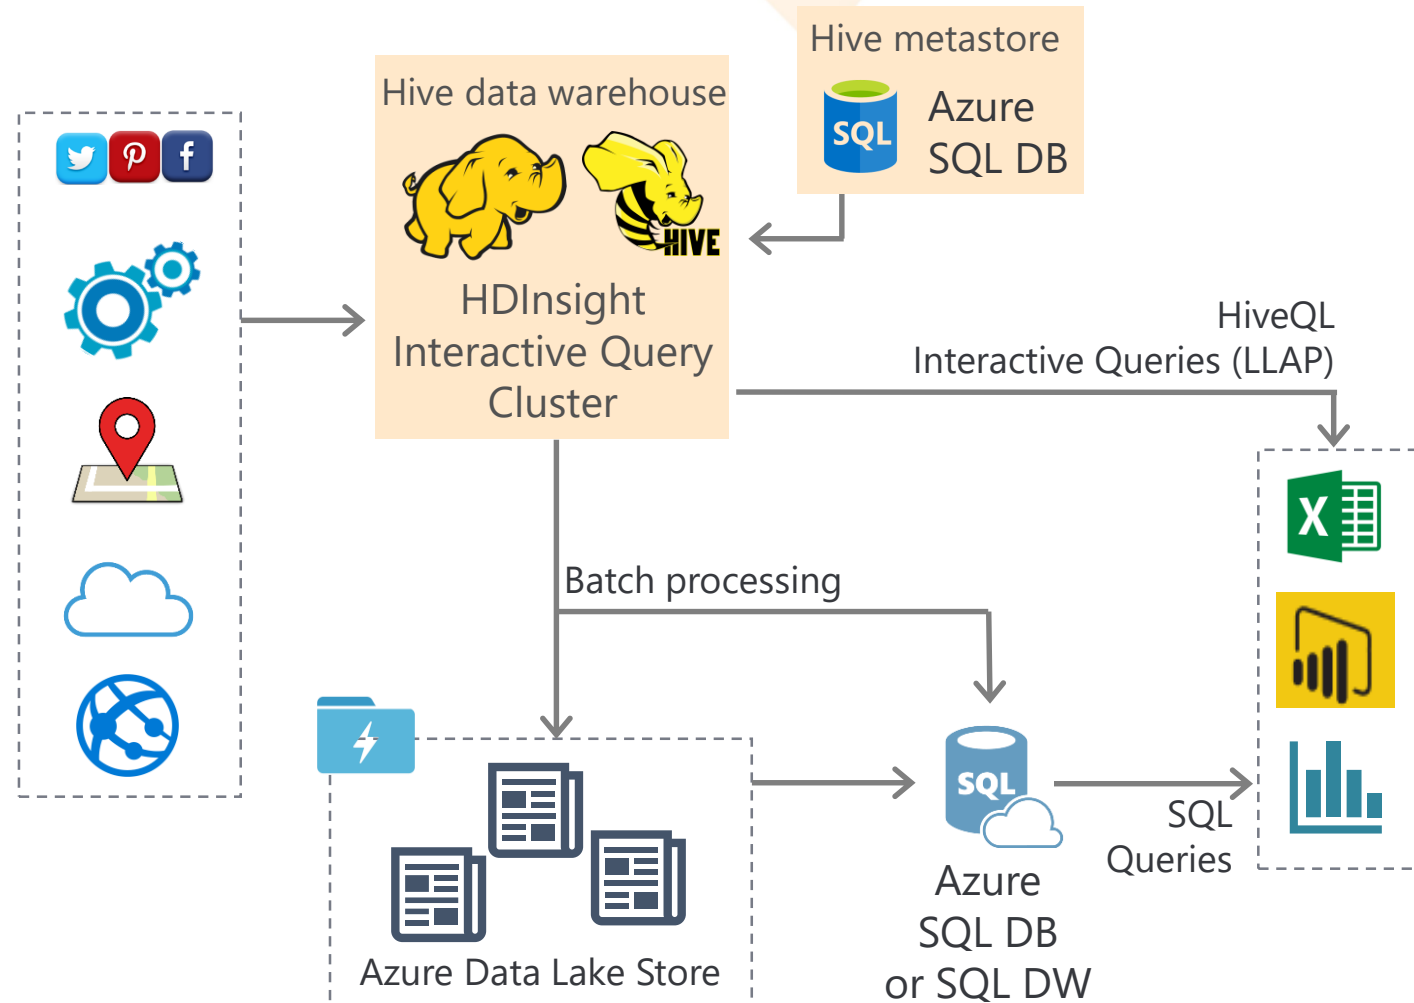 Hive metastore
SQL
Azure
SQL DB
Hive data warehouse
HIVE
HDInsight
Interactive Query
Cluster
HiveQL
Interactive Queries (LLAP)
X
Batch processing
SQL
SQL
Queries
Azure
SQL DB
or SQL DW
Azure Data Lake Store